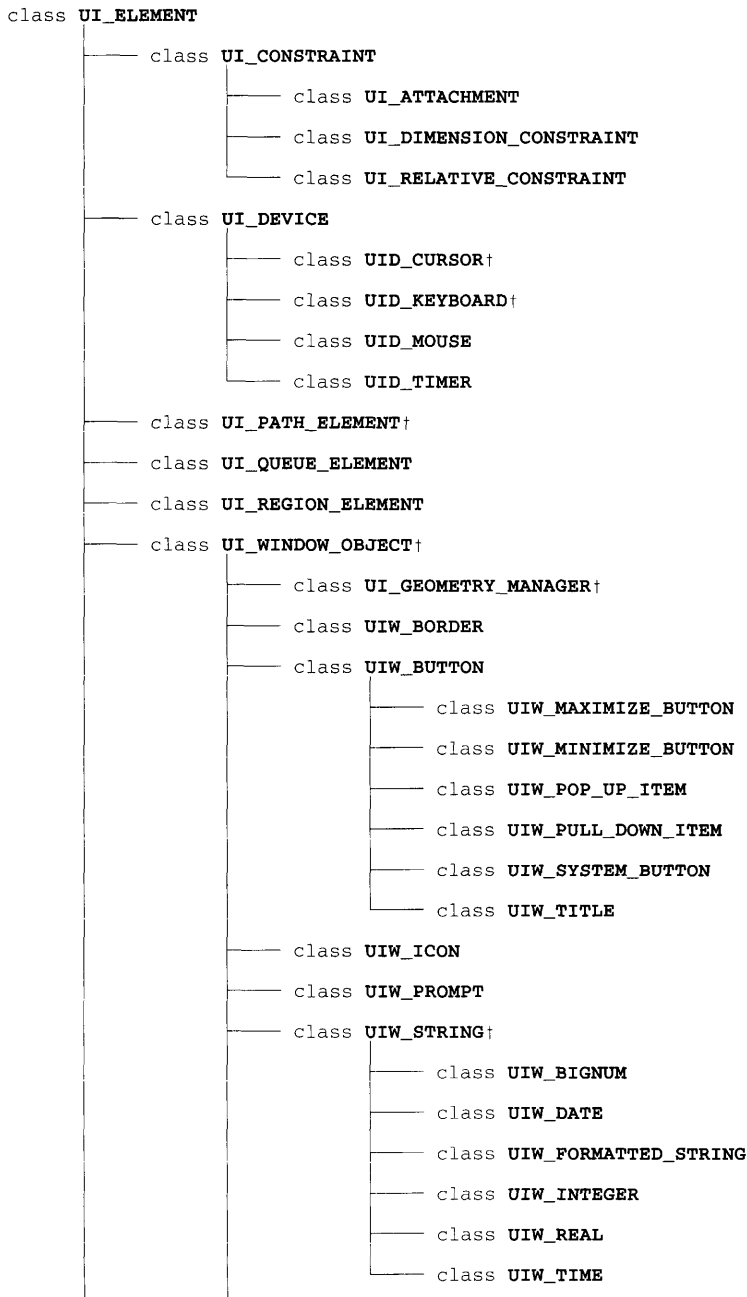 class UI_ELEMENT
class UI_CONSTRAINT
class UI_ATTACHMENT
class UI_DIMENSION_CONSTRAINT
class UI_RELATIVE_CONSTRAINT
class UI_DEVICE
class UID_CURSOR†
class UID_KEYBOARD†
class UID_MOUSE
class UID_TIMER
class UI_PATH_ELEMENT†
class UI_QUEUE_ELEMENT
class UI_REGION_ELEMENT
class UI_WINDOW_OBJECT†
class UI_GEOMETRY_MANAGER†
class UIW_BORDER
class UIW_BUTTON
class UIW_MAXIMIZE_BUTTON
class UIW_MINIMIZE_BUTTON
class UIW_POP_UP_ITEM
class UIW_PULL_DOWN_ITEM
class UIW_SYSTEM_BUTTON
class UIW_TITLE
class UIW_ICON
class UIW_PROMPT
class UIW_STRING†
class UIW_BIGNUM
class UIW_DATE
class UIW_FORMATTED_STRING
class UIW_INTEGER
class UIW_REAL
class UIW_TIME